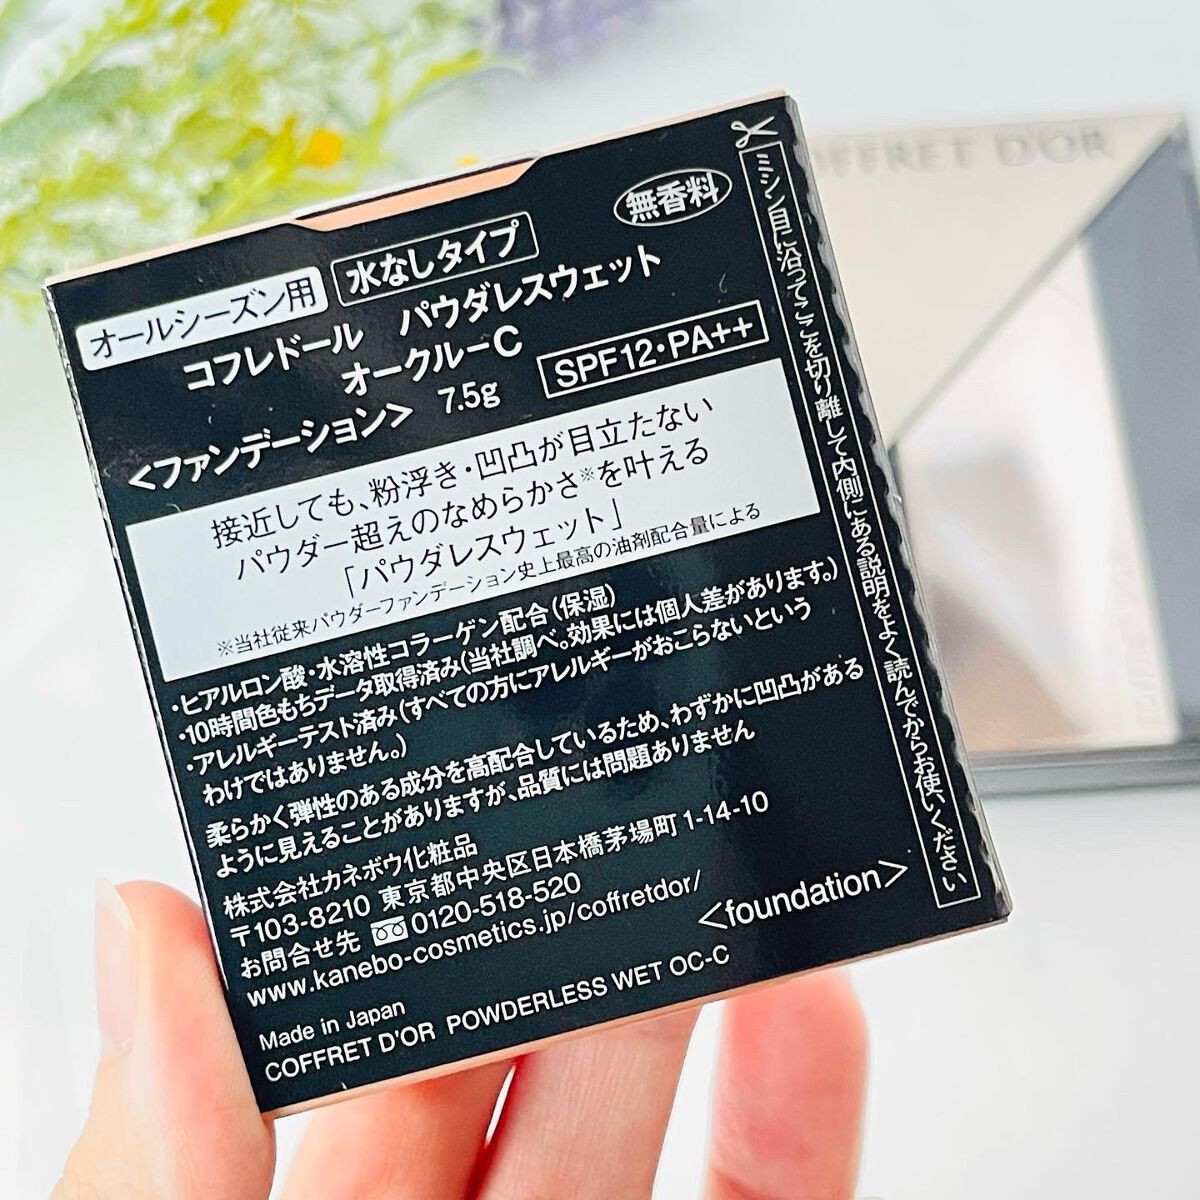 オールシーズン用 水なしタイプ 無香料
コフレドール パウダレスウェット
オークルーC
<ファンデーション> 7.5g SPF12・PA++
接近しても、粉浮き・凹凸が目立たない
パウダー超えのなめらかさ※を叶える
「パウダレスウェット」
※当社従来パウダーファンデーション史上最高の油剤配合量による
・ヒアルロン酸・水溶性コラーゲン配合(保湿)
・10時間色もちデータ取得済み(当社調べ。効果には個人差があります。)
・アレルギーテスト済み(すべての方にアレルギーがおこらないという
わけではありません。)
柔らかく弾性のある成分を高配合しているため、わずかに凹凸がある
ように見えることがありますが、品質には問題ありません
株式会社カネボウ化粧品
〒103-8210 東京都中央区日本橋茅場町1-14-10
お問合せ先 0120-518-520
www.kanebo-cosmetics.jp/coffretdor/
<foundation>
Made in Japan
COFFRET D'OR POWDERLESS WET OC-C
ミシン目に沿ってここを切り離して内側にある説明をよく読んでからお使いください
OFFRET D'OR